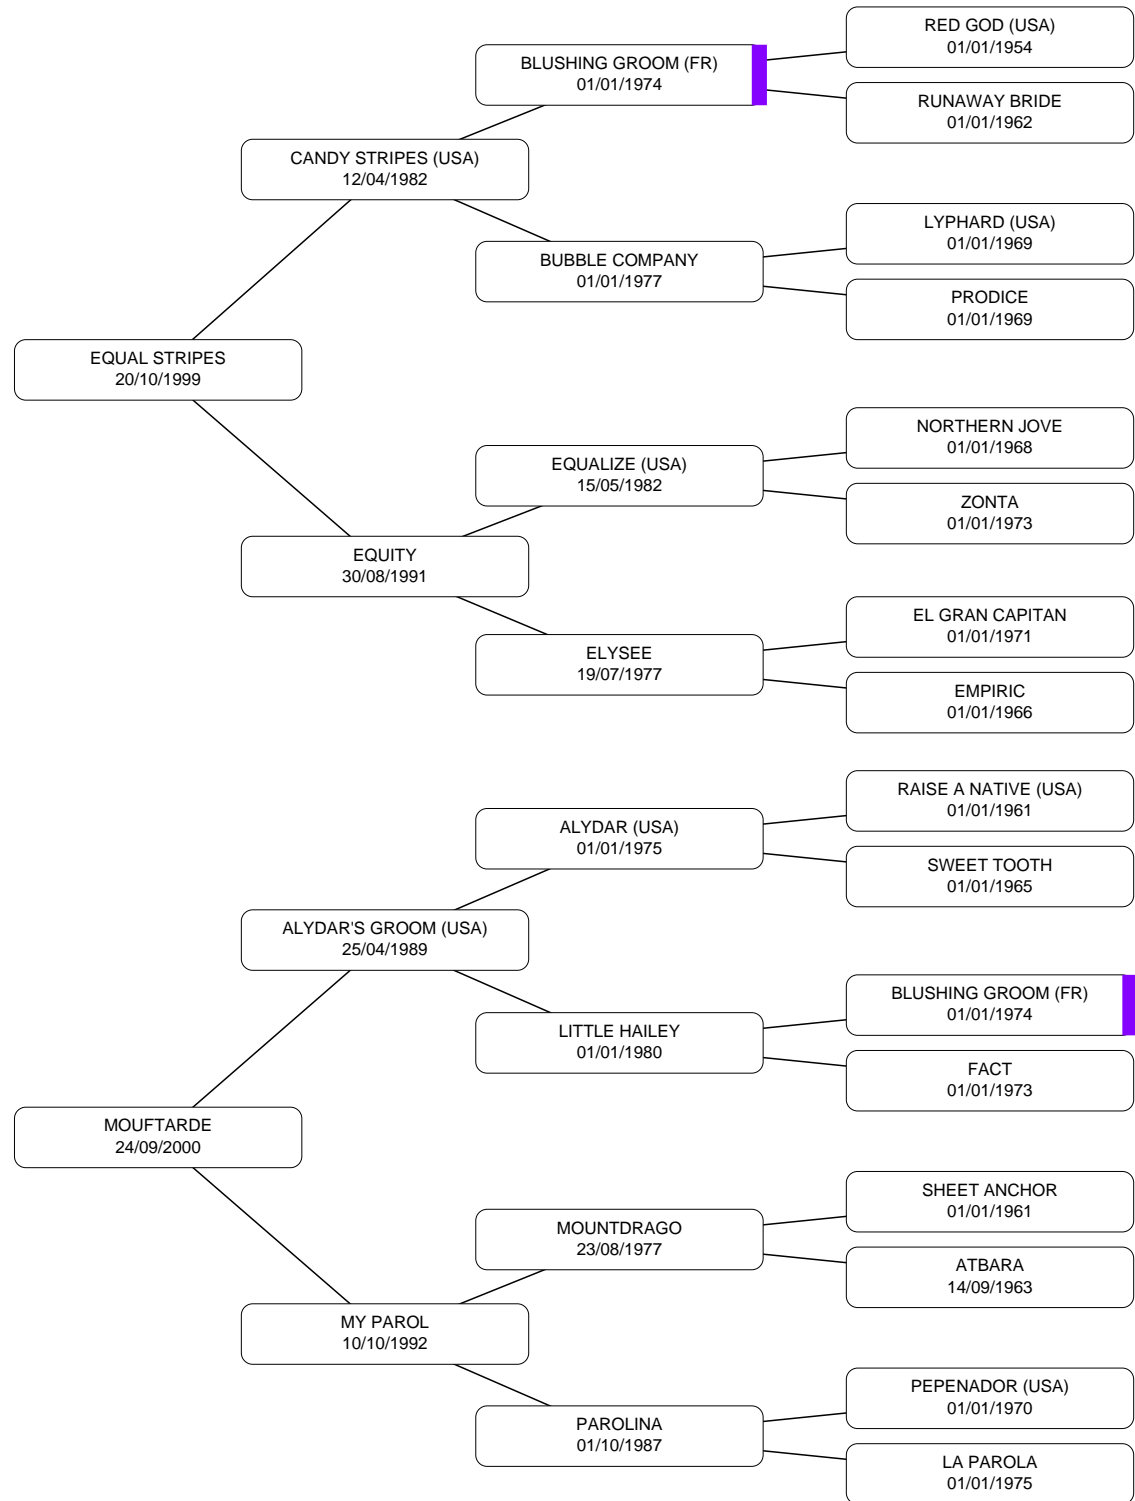 RED GOD (USA)
01/01/1954
BLUSHING GROOM (FR)
01/01/1974
RUNAWAY BRIDE
01/01/1962
CANDY STRIPES (USA)
12/04/1982
LYPHARD (USA)
01/01/1969
BUBBLE COMPANY
01/01/1977
PRODICE
01/01/1969
EQUAL STRIPES
20/10/1999
NORTHERN JOVE
01/01/1968
EQUALIZE (USA)
15/05/1982
ZONTA
01/01/1973
EQUITY
30/08/1991
EL GRAN CAPITAN
01/01/1971
ELYSEE
19/07/1977
EMPIRIC
01/01/1966
RAISE A NATIVE (USA)
01/01/1961
ALYDAR (USA)
01/01/1975
SWEET TOOTH
01/01/1965
ALYDAR'S GROOM (USA)
25/04/1989
BLUSHING GROOM (FR)
01/01/1974
LITTLE HAILEY
01/01/1980
FACT
01/01/1973
MOUFTARDE
24/09/2000
SHEET ANCHOR
01/01/1961
MOUNTDRAGO
23/08/1977
ATBARA
14/09/1963
MY PAROL
10/10/1992
PEPENADOR (USA)
01/01/1970
PAROLINA
01/10/1987
LA PAROLA
01/01/1975